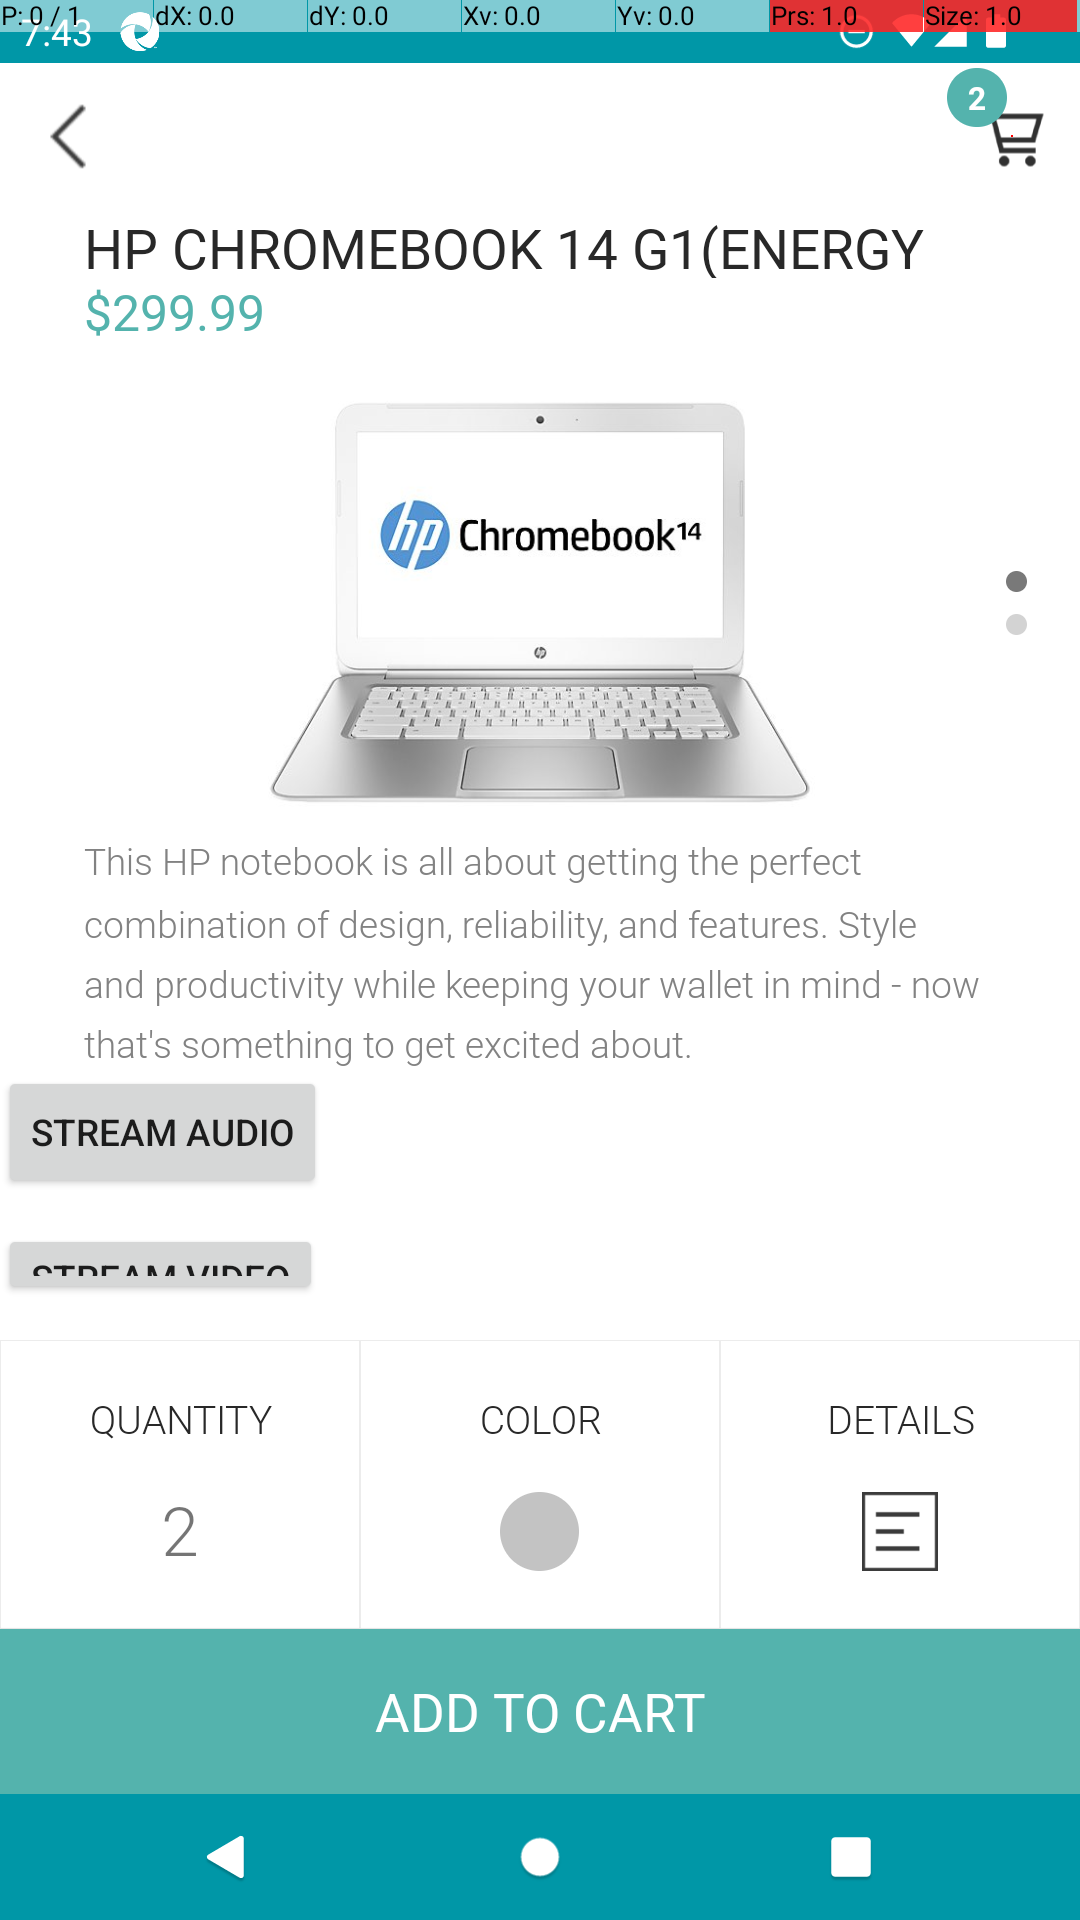 P: 0 / 1 dX: 0.0 dY: 0.0 Xv: 0.0 Yv: 0.0 Prs: 1.0 Size: 1.0
7:43
2
HP CHROMEBOOK 14 G1(ENERGY
$299.99
hp Chromebook14
hp
This HP notebook is all about getting the perfect
combination of design, reliability, and features. Style
and productivity while keeping your wallet in mind - now
that's something to get excited about.
STREAM AUDIO
STREAM VIDEO
QUANTITY COLOR DETAILS
2
ADD TO CART